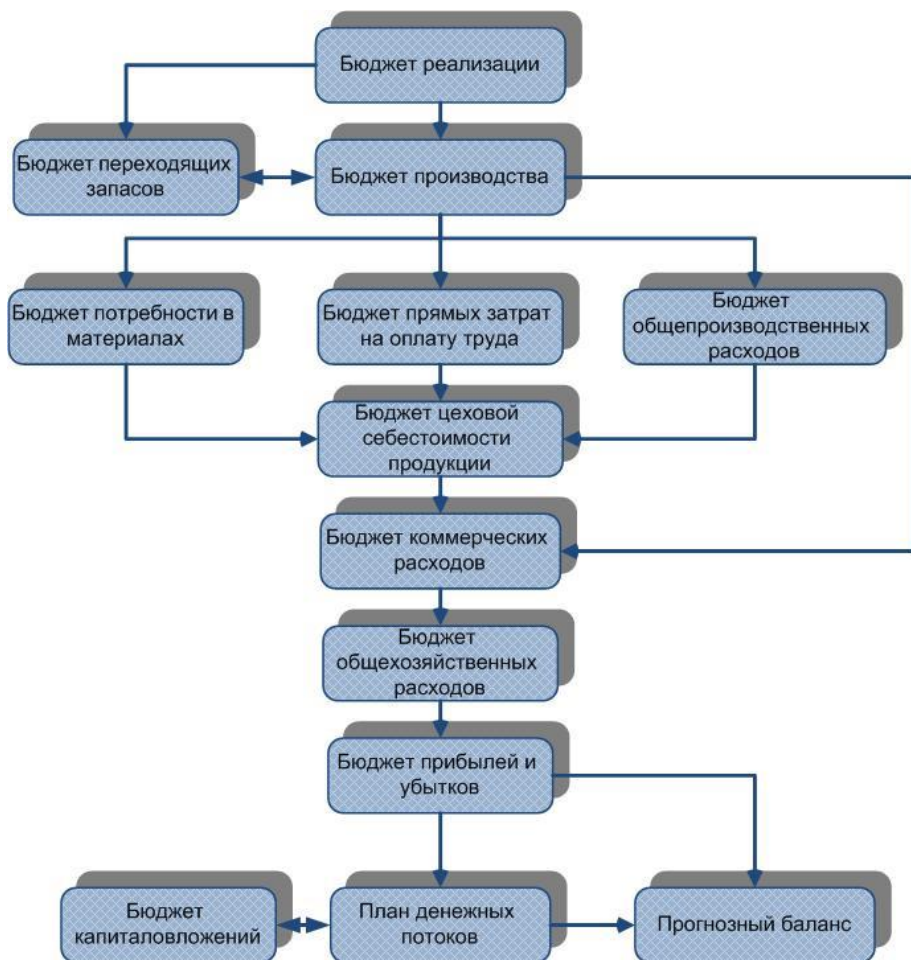 Бюджет реализации
Бюджет переходящих
запасов
Бюджет производства
Бюджет потребности в
материалах
Бюджет прямых затрат
на оплату труда
Бюджет
общепроизводственных
расходов
Бюджет цеховой
себестоимости
продукции
Бюджет коммерческих
расходов
Бюджет
общехозяйственных
расходов
Бюджет прибылей и
убытков
Бюджет
капиталовложений
План денежных
потоков
Прогнозный баланс